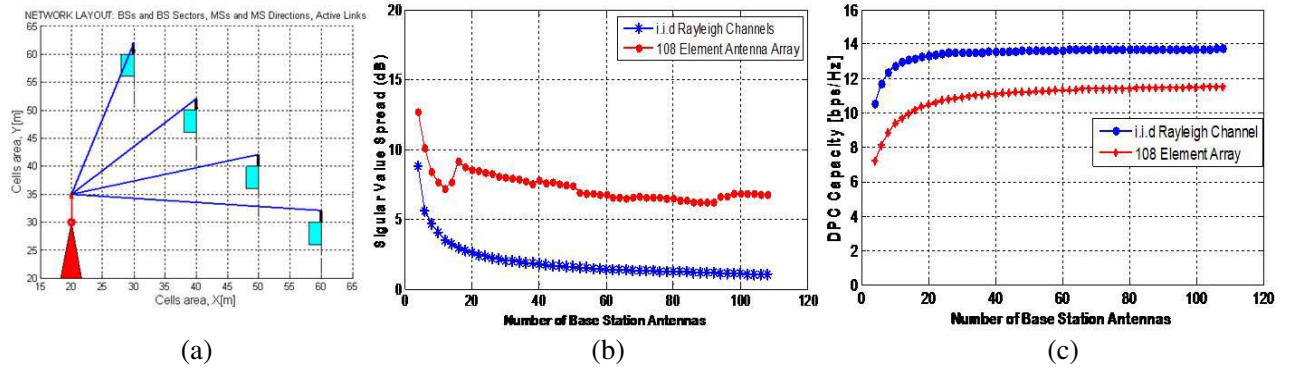 NETWORK LAYOUT: BSs and BS Sectors, MSs and MS Directions, Active Links
Cells area, Y[m]
65
60
55
50
45
40
35
30
25
20
15 20 25 30 35 40 45 50 55 60 65
Cells area, X[m]
(a)
i.i.d Rayleigh Channels
108 Element Antenna Array
Sigular Value Spread (dB)
20
15
10
5
0
0 20 40 60 80 100 120
Number of Base Station Antennas
(b)
DPC Capacity [bps/Hz]
16
14
12
10
8
6
4
2
0
i.i.d Rayleigh Channel
108 Element Array
0 20 40 60 80 100 120
Number of Base Station Antennas
(c)